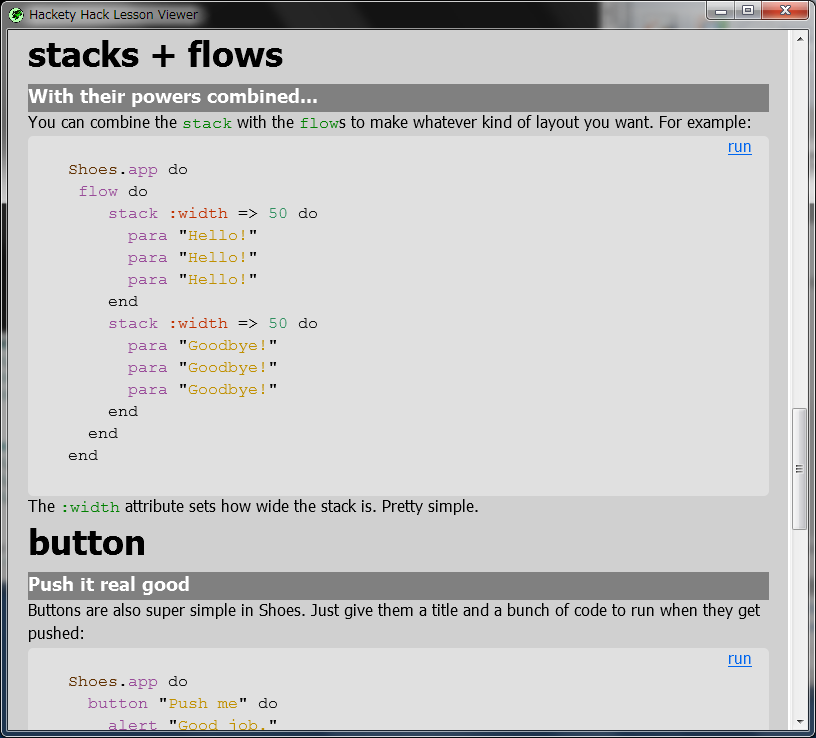 Hackety Hack Lesson Viewer
stacks + flows
With their powers combined...
You can combine the stack with the flows to make whatever kind of layout you want. For example:
run
Shoes.app do
 flow do
    stack :width => 50 do
      para "Hello!"
      para "Hello!"
      para "Hello!"
    end
    stack :width => 50 do
      para "Goodbye!"
      para "Goodbye!"
      para "Goodbye!"
    end
  end
end
The :width attribute sets how wide the stack is. Pretty simple.
button
Push it real good
Buttons are also super simple in Shoes. Just give them a title and a bunch of code to run when they get
pushed:
run
Shoes.app do
  button "Push me" do
    alert "Good job."